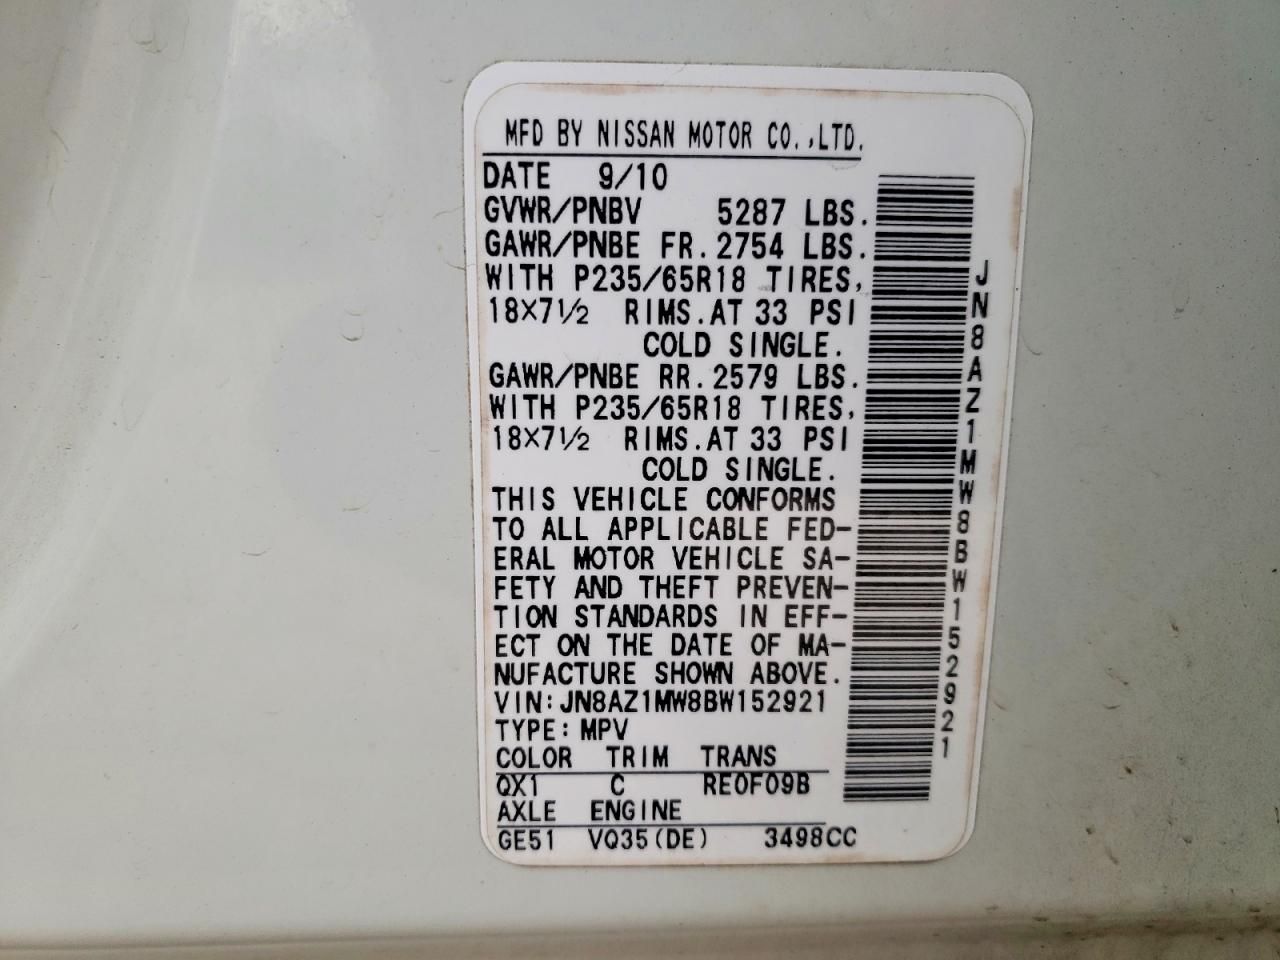 MFD BY NISSAN MOTOR CO.,LTD.
DATE 9/10
GVWR/PNBV 5287 LBS.
GAWR/PNBE FR. 2754 LBS.
WITH P235/65R18 TIRES,
18×7½ RIMS. AT 33 PSI
COLD SINGLE.
GAWR/PNBE RR. 2579 LBS.
WITH P235/65R18 TIRES,
18×7½ RIMS. AT 33 PSI
COLD SINGLE.
THIS VEHICLE CONFORMS
TO ALL APPLICABLE FED-
ERAL MOTOR VEHICLE SA-
FETY AND THEFT PREVEN-
TION STANDARDS IN EFF-
ECT ON THE DATE OF MA-
NUFACTURE SHOWN ABOVE.
VIN: JN8AZ1MW8BW152921
TYPE: MPV
COLOR TRIM TRANS
QX1 C RE0F09B
AXLE ENGINE
GE51 VQ35(DE) 3498CC
JN8AZ1MW8BW152921